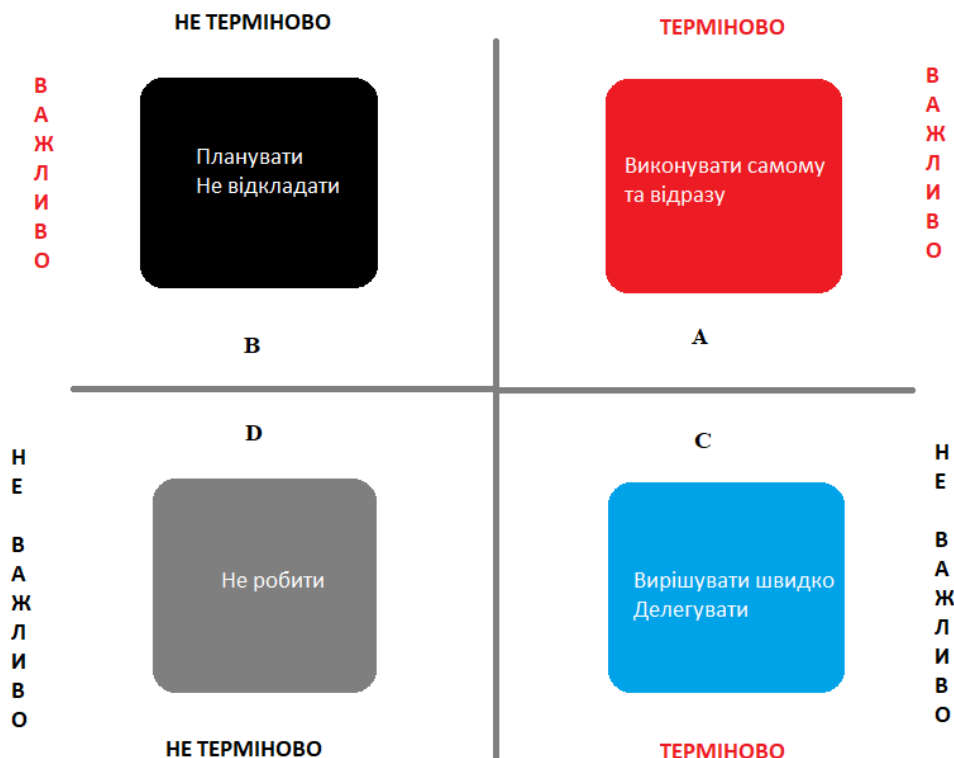 НЕ ТЕРМІНОВО
ТЕРМІНОВО
ВАЖЛИВО
ВАЖЛИВО
Планувати
Не відкладати
Виконувати самому
та відразу
B
A
D
C
НЕ ВАЖЛИВО
НЕ ВАЖЛИВО
Не робити
Вирішувати швидко
Делегувати
НЕ ТЕРМІНОВО
ТЕРМІНОВО